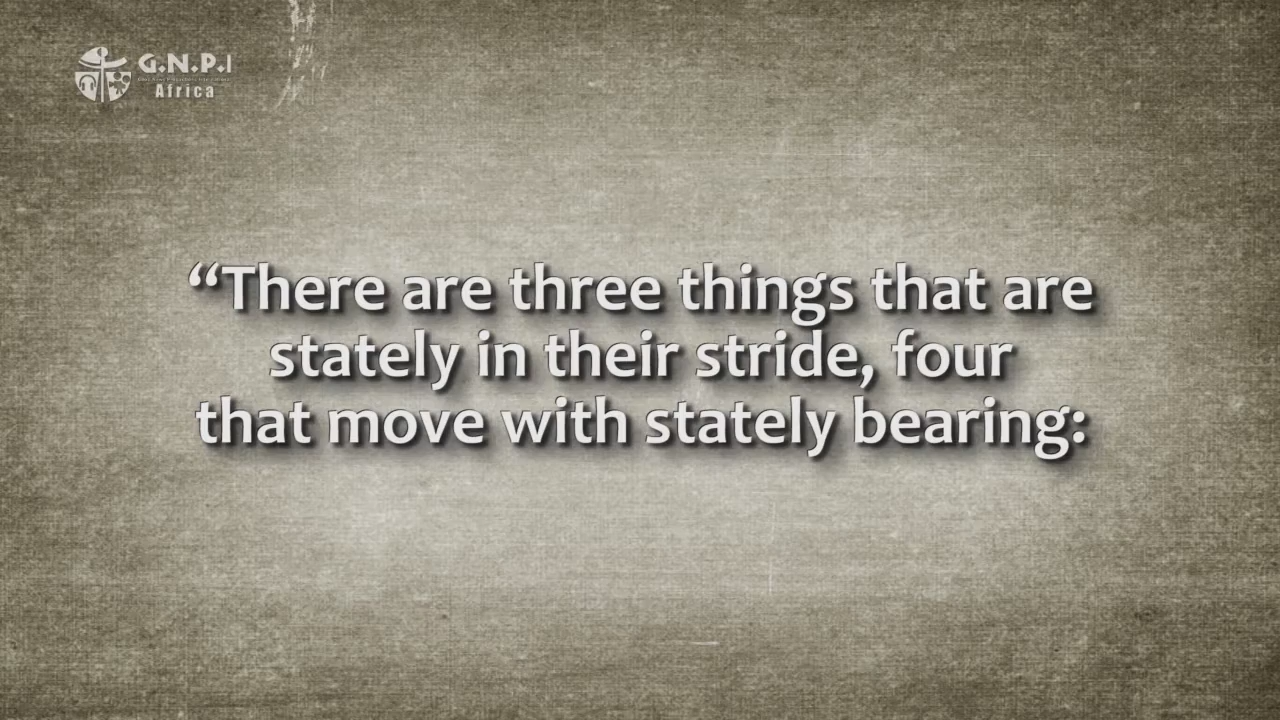 G.N.P.I
Africa
“There are three things that are
stately in their stride, four
that move with stately bearing: